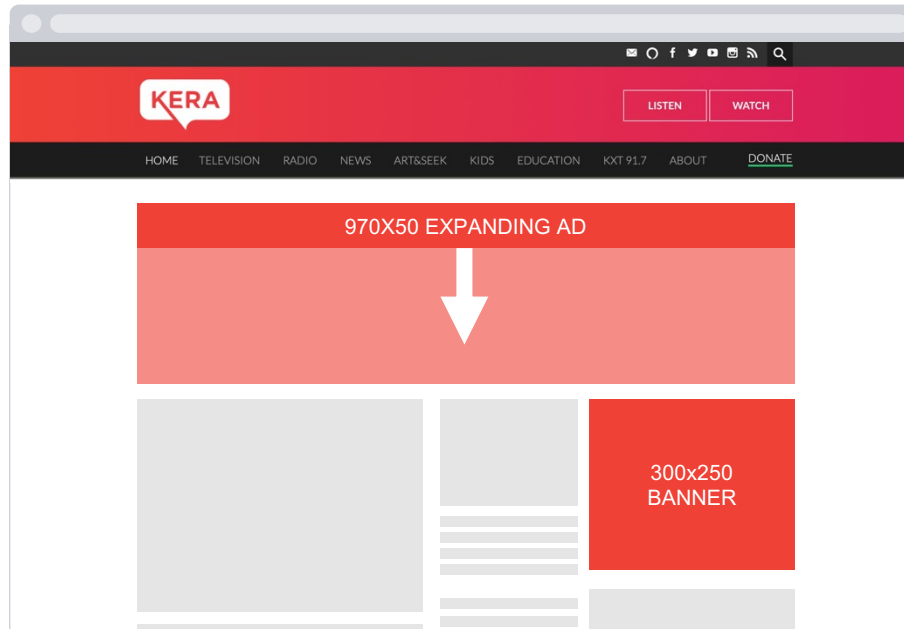 KERA
LISTEN WATCH
HOME TELEVISION RADIO NEWS ART&SEEK KIDS EDUCATION KXT 91.7 ABOUT DONATE
970X50 EXPANDING AD
300x250
BANNER